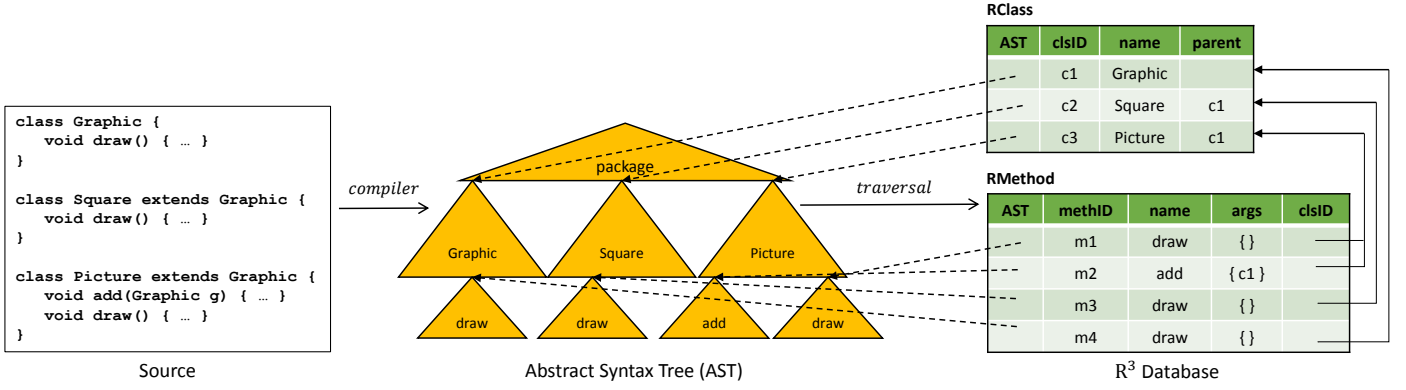 class Graphic {
void draw() { … }
}
class Square extends Graphic {
void draw() { … }
}
class Picture extends Graphic {
void add(Graphic g) { … }
void draw() { … }
}
Source
compiler
package
Graphic Square Picture
draw draw add draw
Abstract Syntax Tree (AST)
traversal
RClass
AST clsID name parent
c1 Graphic
c2 Square c1
c3 Picture c1
RMethod
AST methID name args clsID
m1 draw { }
m2 add { c1 }
m3 draw { }
m4 draw { }
R³ Database